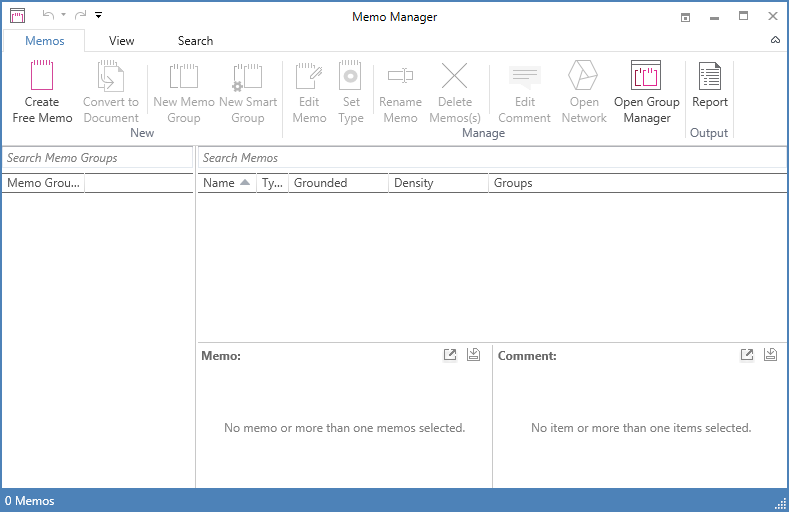 Memo Manager
Memos View Search
Create Free Memo
Convert to Document
New Memo Group
New Smart Group
Edit Memo
Set Type
Rename Memo
Delete Memos(s)
Edit Comment
Open Network
Open Group Manager
Report
New Manage Output
Search Memo Groups Search Memos
Memo Grou... Name Ty... Grounded Density Groups
Memo: Comment:
No memo or more than one memos selected. No item or more than one items selected.
0 Memos